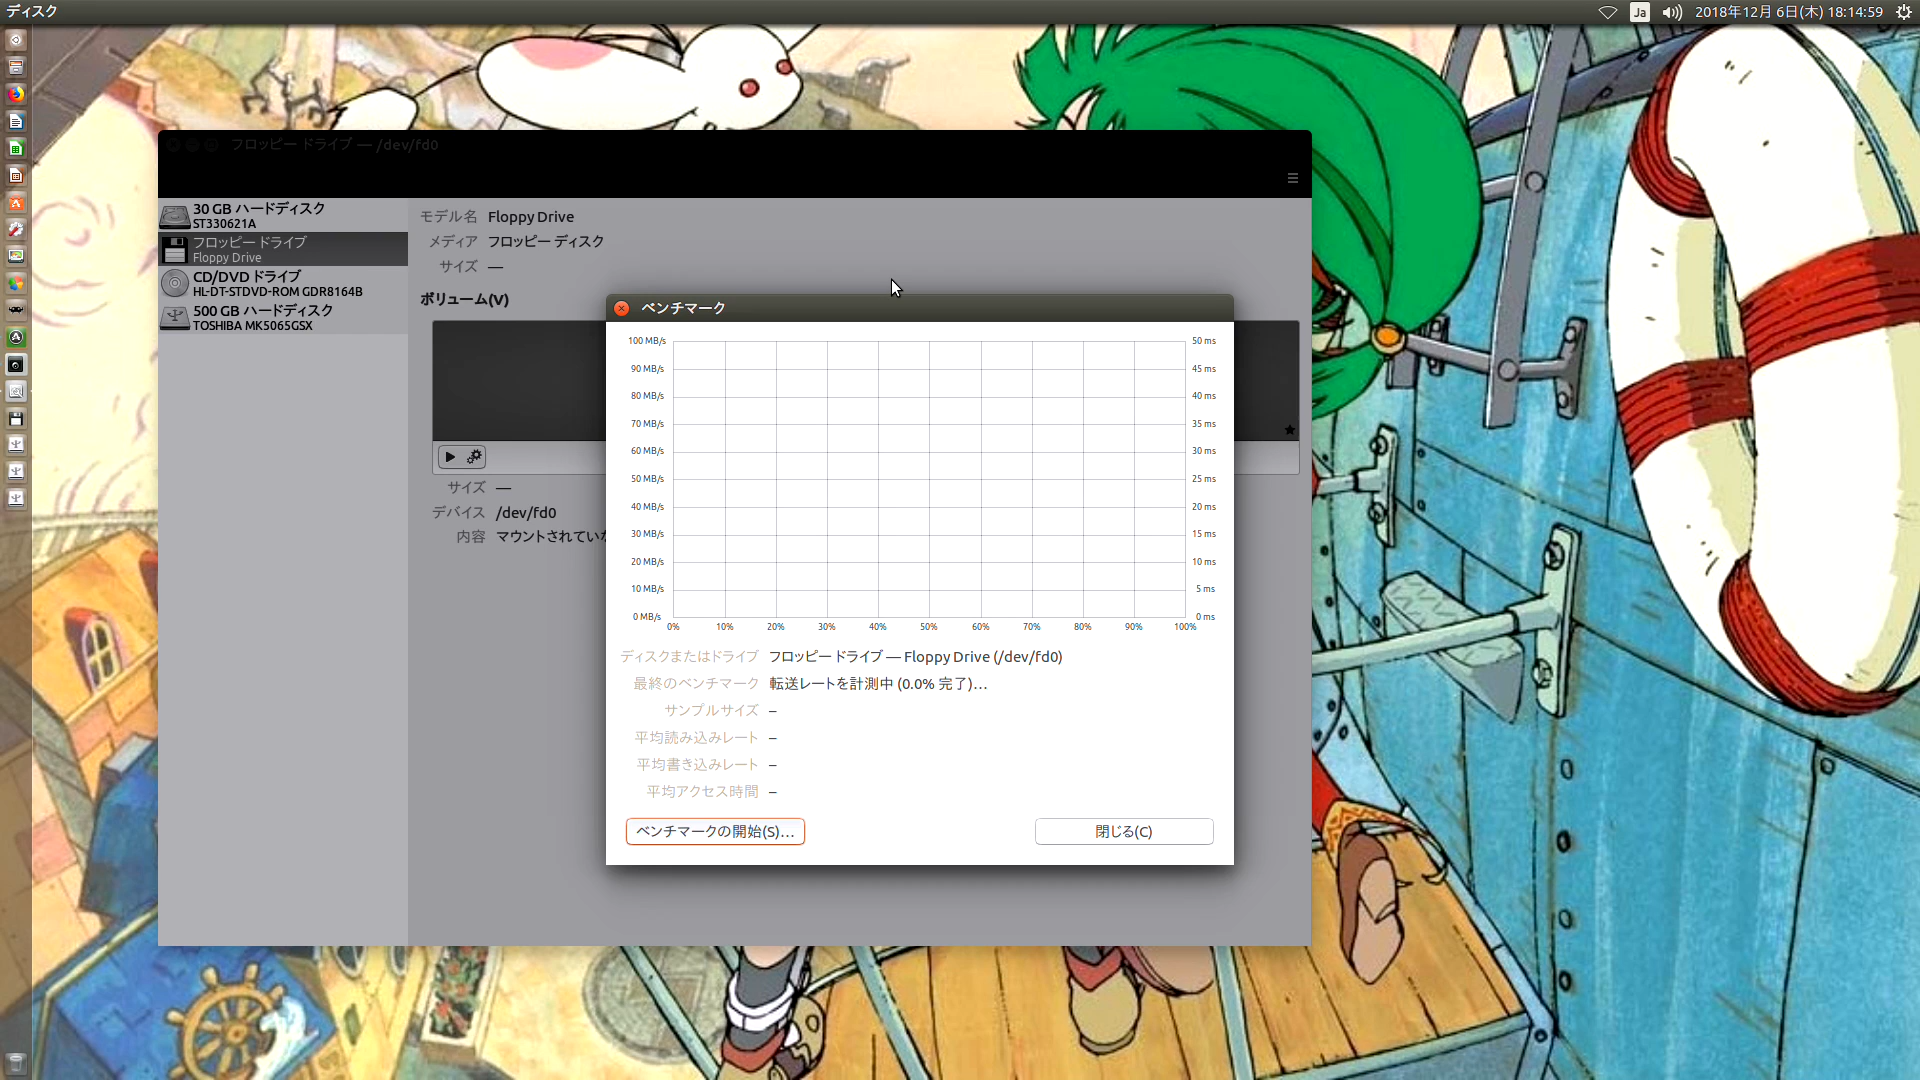 ディスク
Ja
2018年12月 6日(木) 18:14:59
フロッピー ドライブ — /dev/fd0
30 GB ハードディスク
ST330621A
フロッピー ドライブ
Floppy Drive
CD/DVD ドライブ
HL-DT-STDVD-ROM GDR8164B
500 GB ハードディスク
TOSHIBA MK5065GSX
モデル名 Floppy Drive
メディア フロッピー ディスク
サイズ —
ボリューム(V)
サイズ —
デバイス /dev/fd0
内容 マウントされていな
ベンチマーク
100 MB/s
90 MB/s
80 MB/s
70 MB/s
60 MB/s
50 MB/s
40 MB/s
30 MB/s
20 MB/s
10 MB/s
0 MB/s
50 ms
45 ms
40 ms
35 ms
30 ms
25 ms
20 ms
15 ms
10 ms
5 ms
0 ms
0% 10% 20% 30% 40% 50% 60% 70% 80% 90% 100%
ディスクまたはドライブ フロッピー ドライブ — Floppy Drive (/dev/fd0)
最終のベンチマーク 転送レートを計測中 (0.0% 完了)…
サンプルサイズ –
平均読み込みレート –
平均書き込みレート –
平均アクセス時間 –
ベンチマークの開始(S)…
閉じる(C)